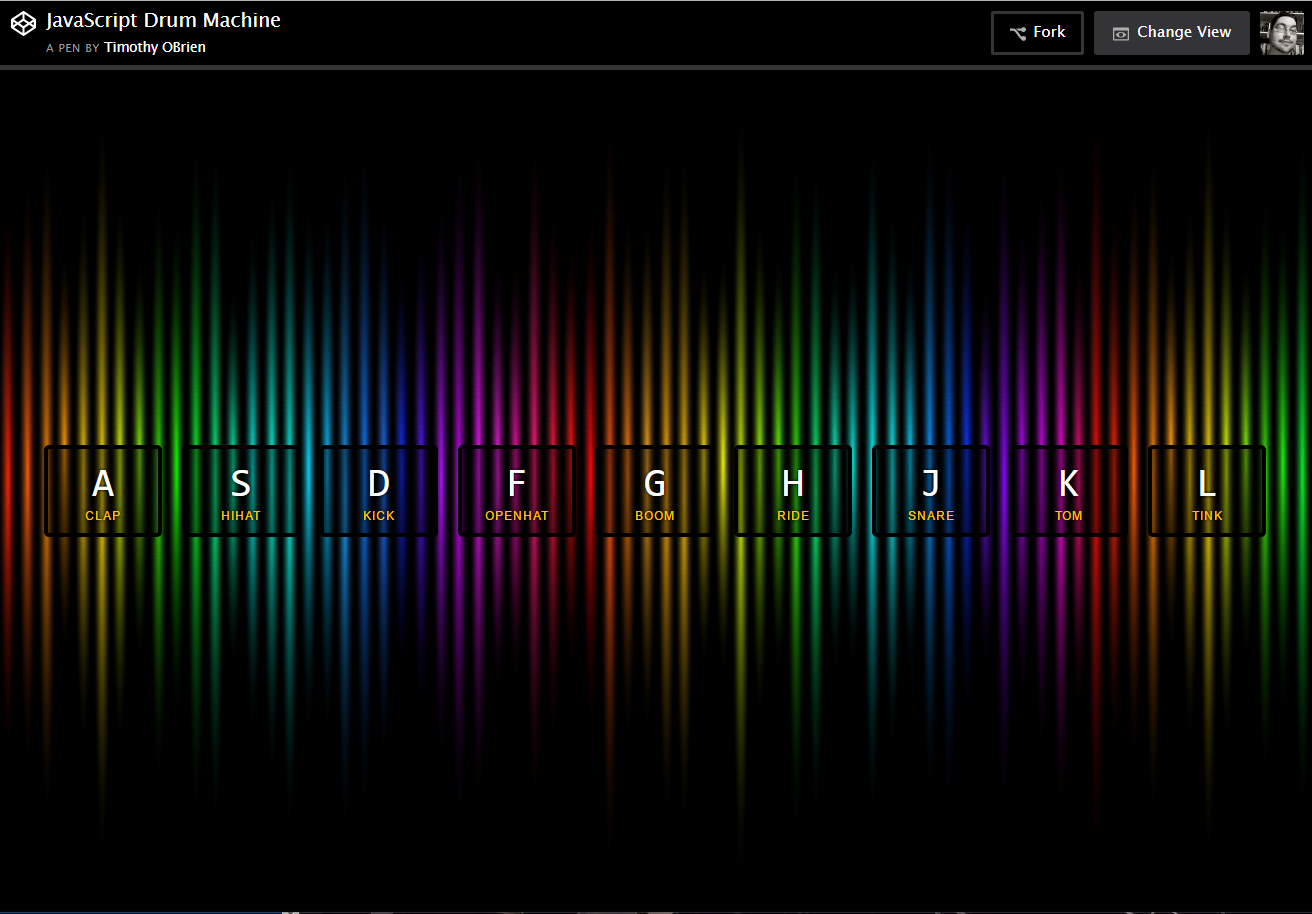 JavaScript Drum Machine
A PEN BY Timothy OBrien
Fork
Change View
A S D F G H J K L
CLAP HIHAT KICK OPENHAT BOOM RIDE SNARE TOM TINK